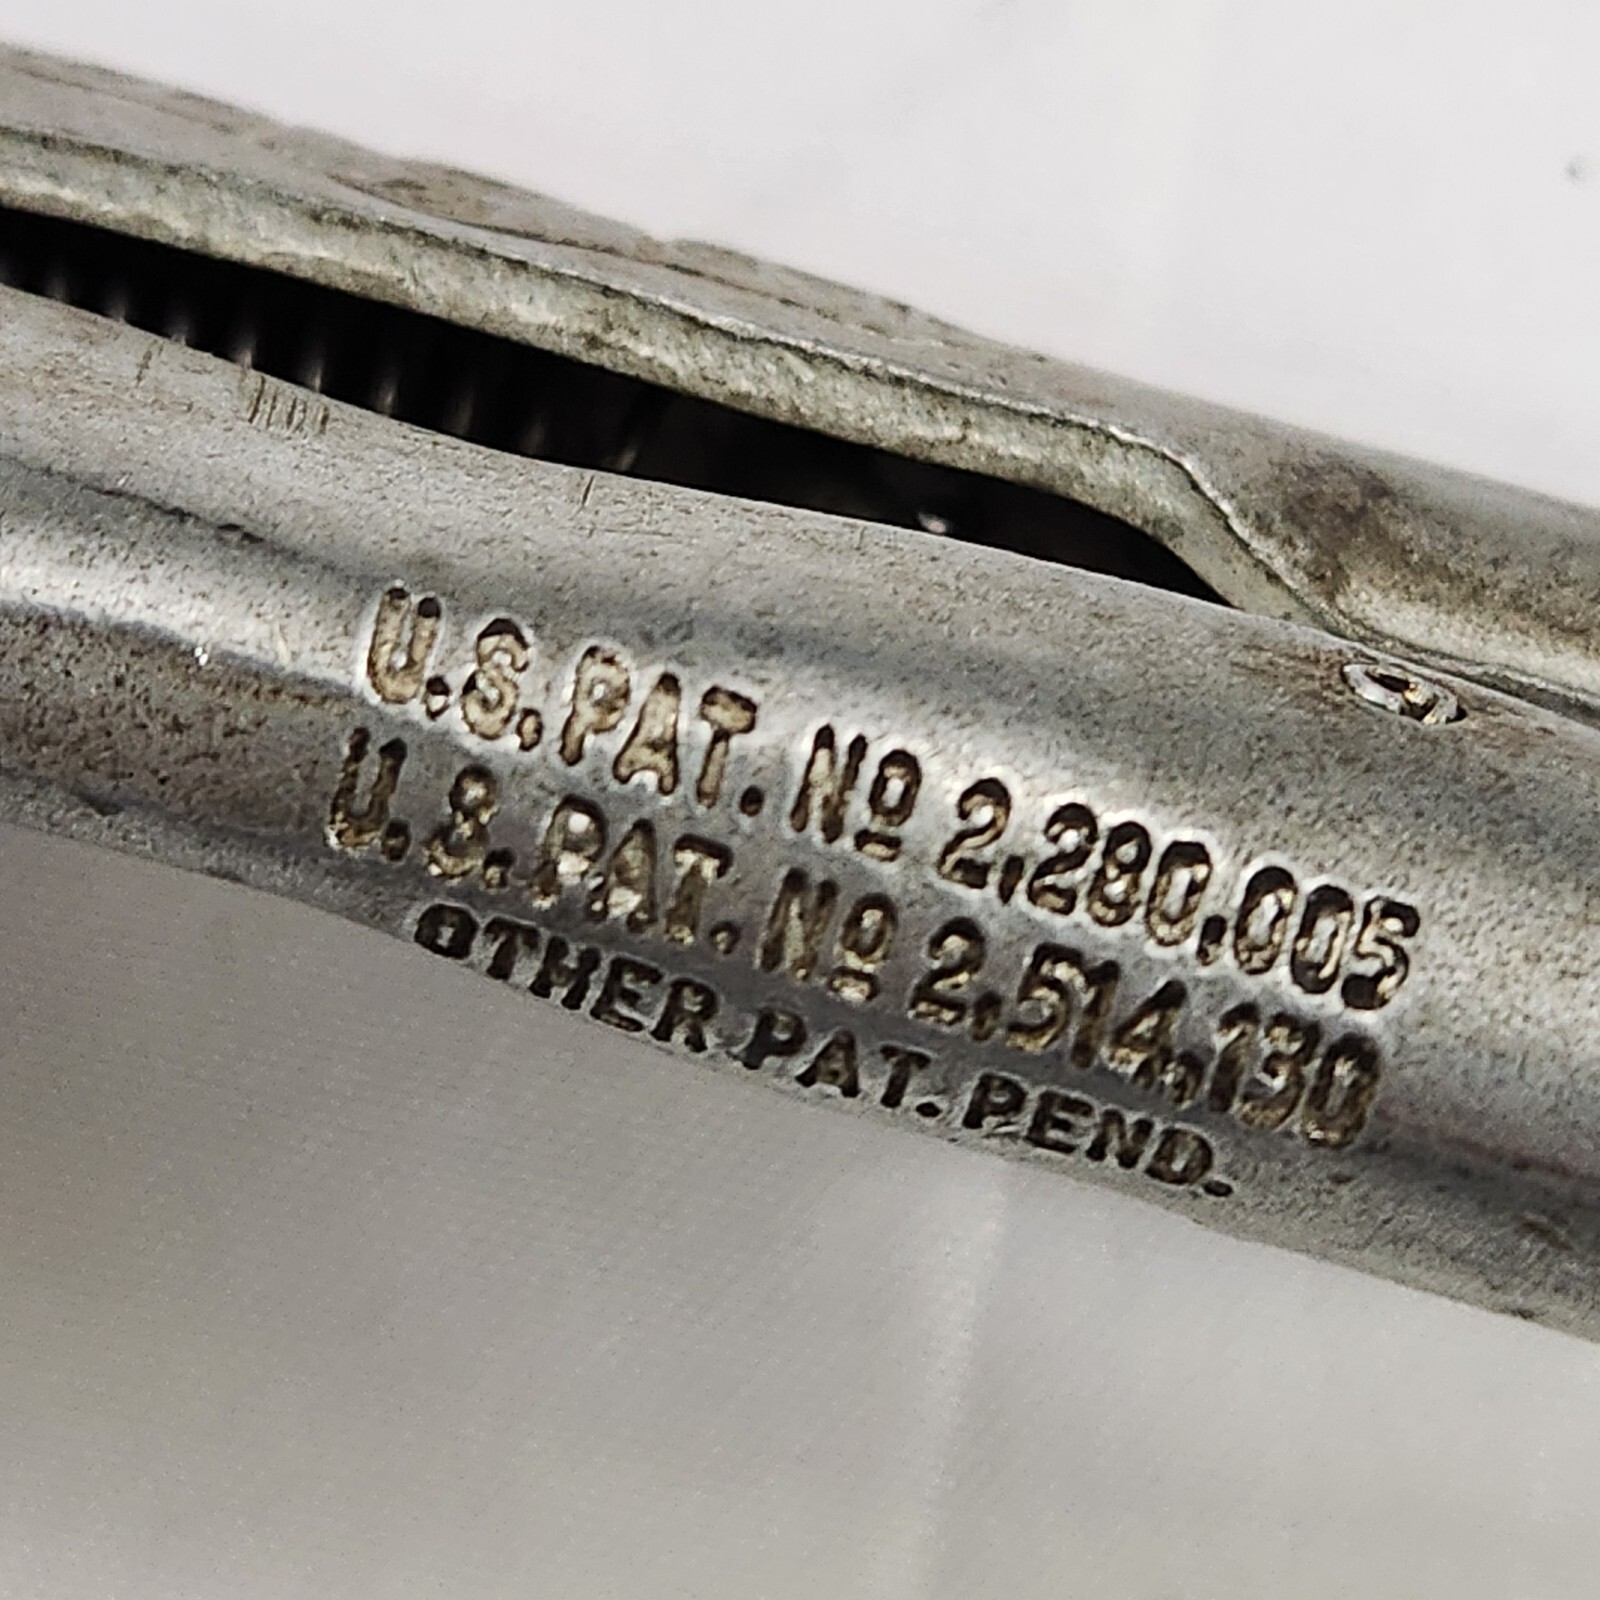 U.S. PAT. Nº 2,280,005
U.S. PAT. Nº 2,514,130
OTHER PAT. PEND.